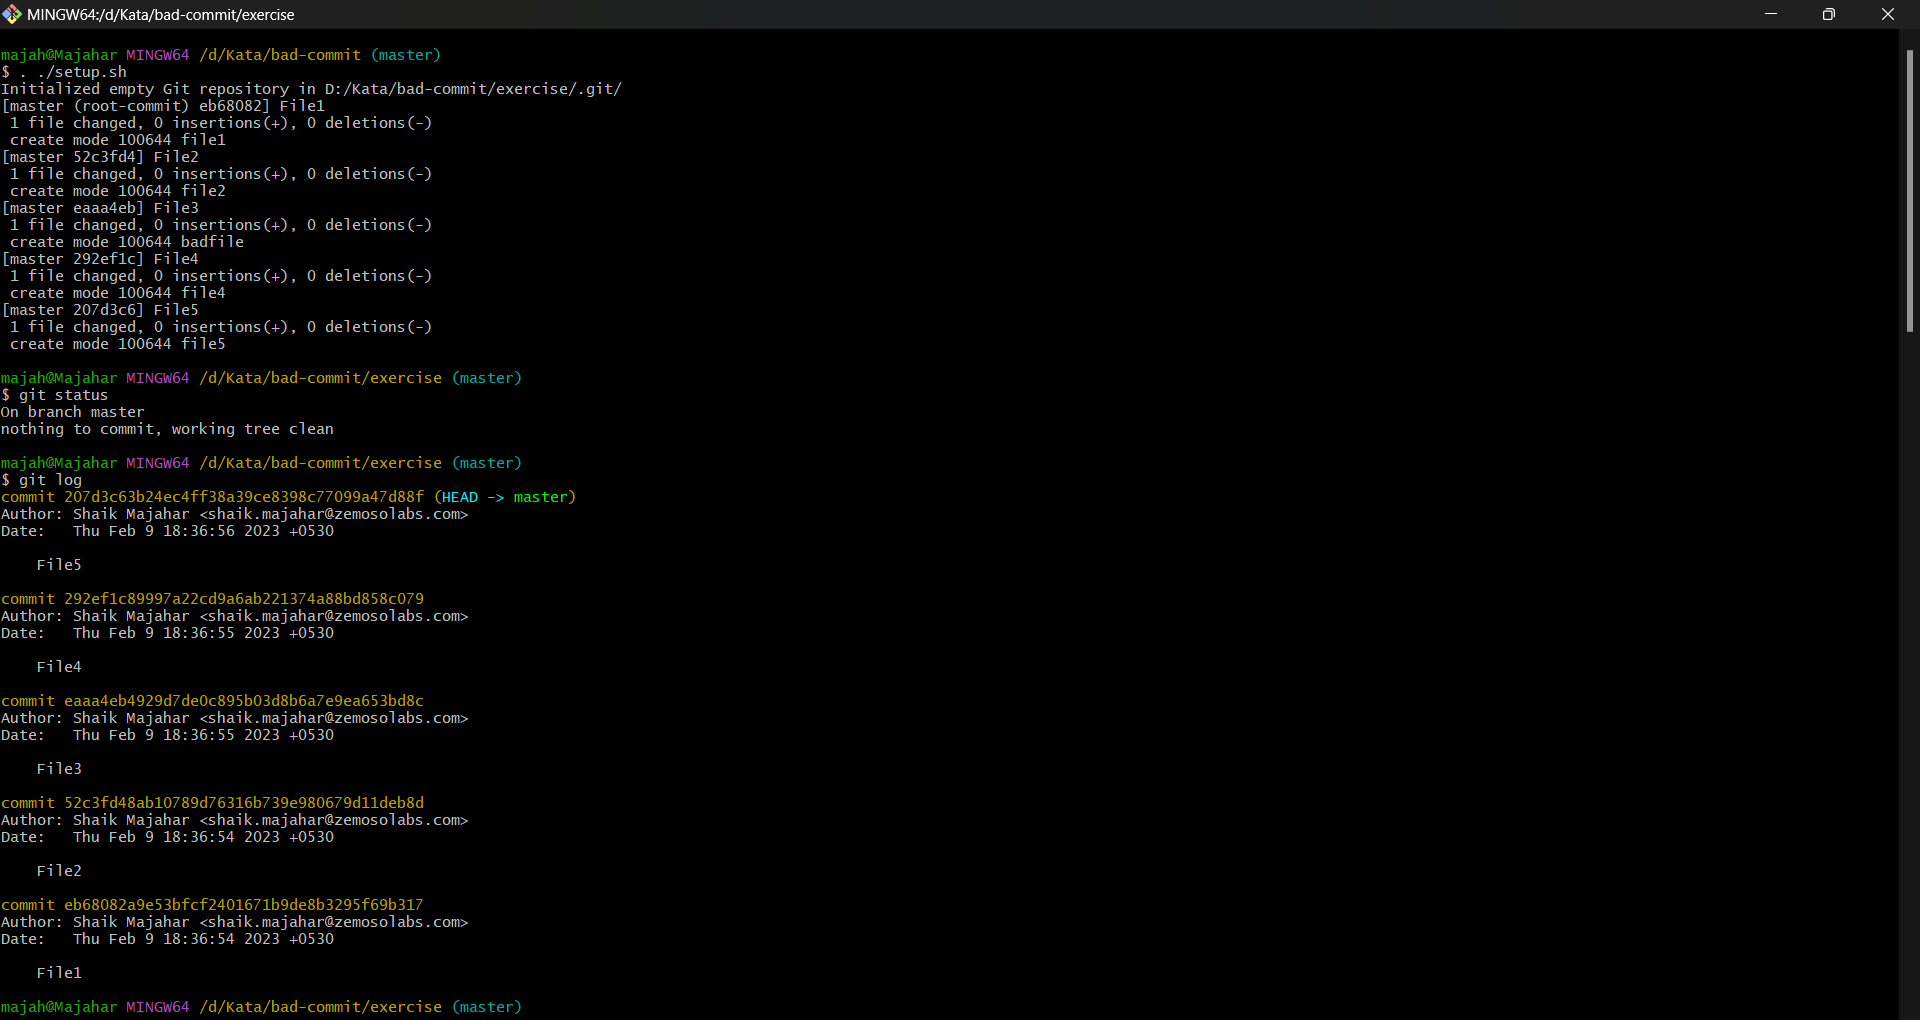 MINGW64:/d/Kata/bad-commit/exercise
majah@Majahar MINGW64 /d/Kata/bad-commit (master)
$ . ./setup.sh
Initialized empty Git repository in D:/Kata/bad-commit/exercise/.git/
[master (root-commit) eb68082] File1
 1 file changed, 0 insertions(+), 0 deletions(-)
 create mode 100644 file1
[master 52c3fd4] File2
 1 file changed, 0 insertions(+), 0 deletions(-)
 create mode 100644 file2
[master eaaa4eb] File3
 1 file changed, 0 insertions(+), 0 deletions(-)
 create mode 100644 badfile
[master 292ef1c] File4
 1 file changed, 0 insertions(+), 0 deletions(-)
 create mode 100644 file4
[master 207d3c6] File5
 1 file changed, 0 insertions(+), 0 deletions(-)
 create mode 100644 file5
majah@Majahar MINGW64 /d/Kata/bad-commit/exercise (master)
$ git status
On branch master
nothing to commit, working tree clean
majah@Majahar MINGW64 /d/Kata/bad-commit/exercise (master)
$ git log
commit 207d3c63b24ec4ff38a39ce8398c77099a47d88f (HEAD -> master)
Author: Shaik Majahar <shaik.majahar@zemosolabs.com>
Date:   Thu Feb 9 18:36:56 2023 +0530
    File5
commit 292ef1c89997a22cd9a6ab221374a88bd858c079
Author: Shaik Majahar <shaik.majahar@zemosolabs.com>
Date:   Thu Feb 9 18:36:55 2023 +0530
    File4
commit eaaa4eb4929d7de0c895b03d8b6a7e9ea653bd8c
Author: Shaik Majahar <shaik.majahar@zemosolabs.com>
Date:   Thu Feb 9 18:36:55 2023 +0530
    File3
commit 52c3fd48ab10789d76316b739e980679d11deb8d
Author: Shaik Majahar <shaik.majahar@zemosolabs.com>
Date:   Thu Feb 9 18:36:54 2023 +0530
    File2
commit eb68082a9e53bfcf2401671b9de8b3295f69b317
Author: Shaik Majahar <shaik.majahar@zemosolabs.com>
Date:   Thu Feb 9 18:36:54 2023 +0530
    File1
majah@Majahar MINGW64 /d/Kata/bad-commit/exercise (master)